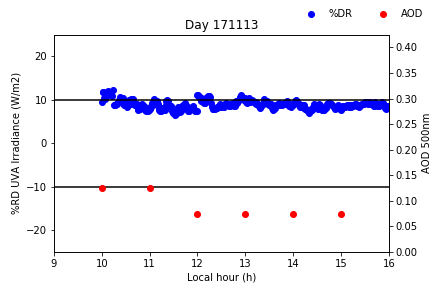 %DR AOD
Day 171113
%RD UVA Irradiance (W/m2)
20
10
0
−10
−20
0.40
0.35
0.30
0.25
0.20
0.15
0.10
0.05
0.00
AOD 500nm
9 10 11 12 13 14 15 16
Local hour (h)